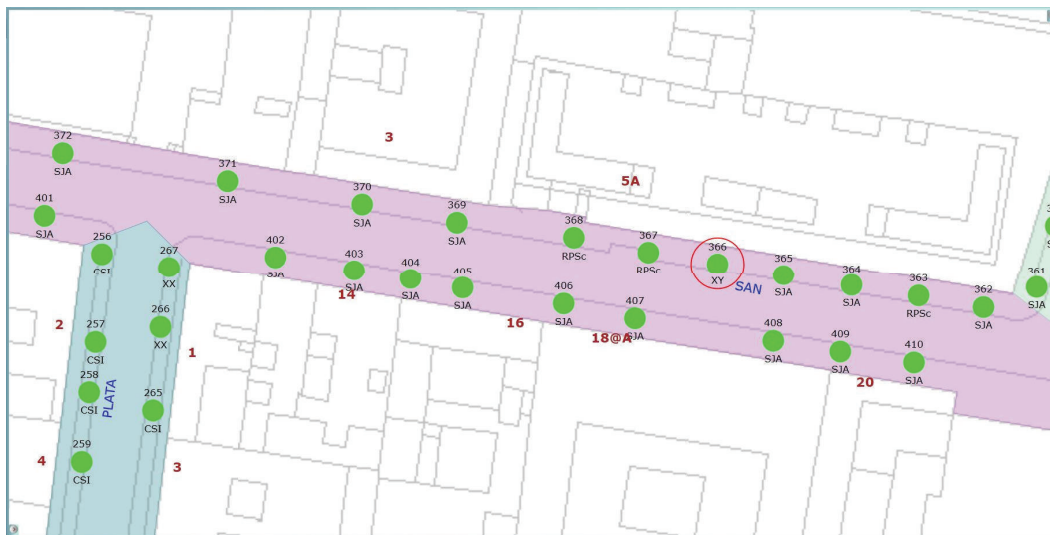 372
SJA
371
SJA
3
370
SJA
369
SJA
5A
368
RPSc
367
RPSc
366
XY
SAN
365
SJA
364
SJA
363
RPSc
362
SJA
361
SJA
401
SJA
256
CSI
267
XX
402
SJA
403
SJA
14
404
SJA
405
SJA
406
SJA
16
407
SJA
18@A
408
SJA
409
SJA
20
410
SJA
2
257
CSI
266
XX
1
258
CSI
PLATA
265
CSI
4
259
CSI
3